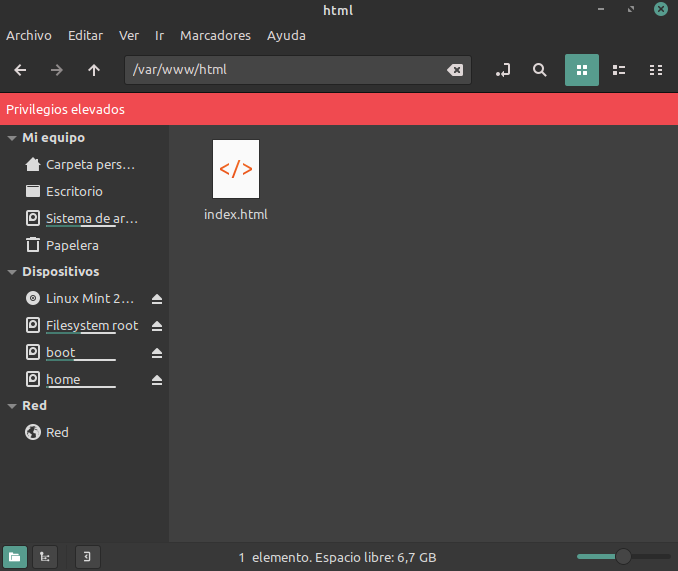 html
Archivo Editar Ver Ir Marcadores Ayuda
/var/www/html
Privilegios elevados
Mi equipo
Carpeta pers...
Escritorio
Sistema de ar...
Papelera
Dispositivos
Linux Mint 2...
Filesystem root
boot
home
Red
Red
</>
index.html
1 elemento. Espacio libre: 6,7 GB